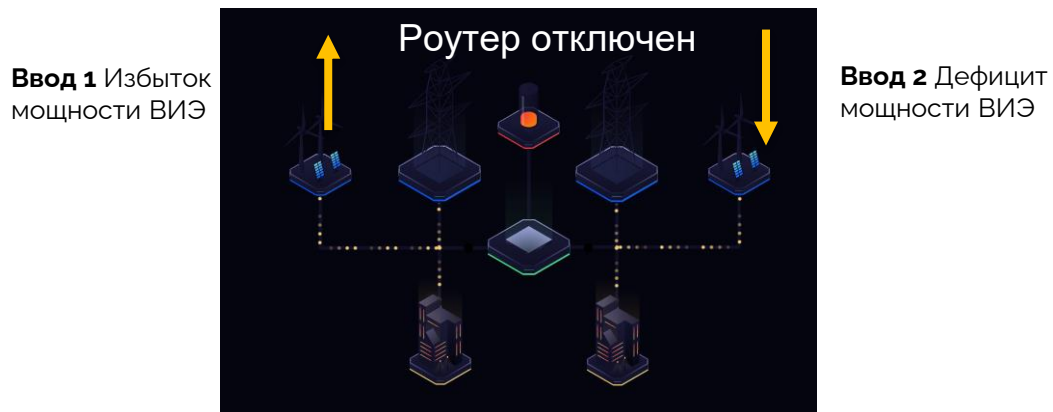 Роутер отключен
Ввод 1 Избыток
мощности ВИЭ
Ввод 2 Дефицит
мощности ВИЭ